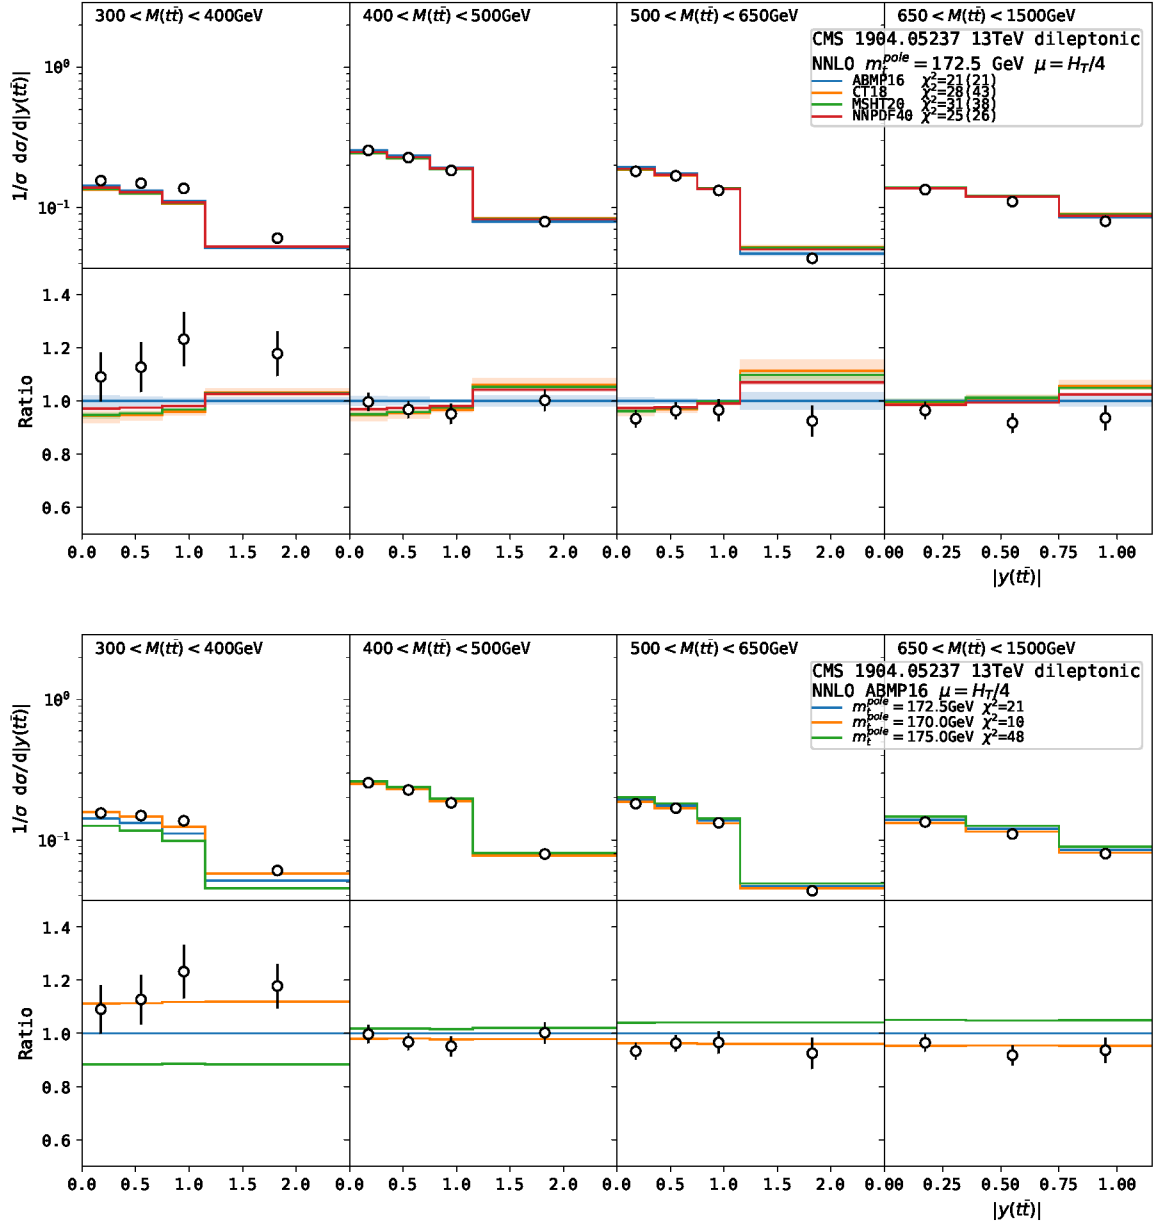 300 < M(tt̄) < 400GeV 400 < M(tt̄) < 500GeV 500 < M(tt̄) < 650GeV 650 < M(tt̄) < 1500GeV
CMS 1904.05237 13TeV dileptonic
NNLO m_t^pole = 172.5 GeV μ = H_T/4
ABMP16 χ²=21(21)
CT18 χ²=28(43)
MSHT20 χ²=31(38)
NNPDF40 χ²=25(26)
1/σ dσ/d|y(tt̄)|
10⁰
10⁻¹
Ratio
1.4
1.2
1.0
0.8
0.6
0.0 0.5 1.0 1.5 2.0 0.0 0.5 1.0 1.5 2.0 0.0 0.5 1.0 1.5 2.0 0.00 0.25 0.50 0.75 1.00
|y(tt̄)|
300 < M(tt̄) < 400GeV 400 < M(tt̄) < 500GeV 500 < M(tt̄) < 650GeV 650 < M(tt̄) < 1500GeV
CMS 1904.05237 13TeV dileptonic
NNLO ABMP16 μ = H_T/4
m_t^pole = 172.5GeV χ²=21
m_t^pole = 170.0GeV χ²=10
m_t^pole = 175.0GeV χ²=48
1/σ dσ/d|y(tt̄)|
10⁰
10⁻¹
Ratio
1.4
1.2
1.0
0.8
0.6
0.0 0.5 1.0 1.5 2.0 0.0 0.5 1.0 1.5 2.0 0.0 0.5 1.0 1.5 2.0 0.00 0.25 0.50 0.75 1.00
|y(tt̄)|